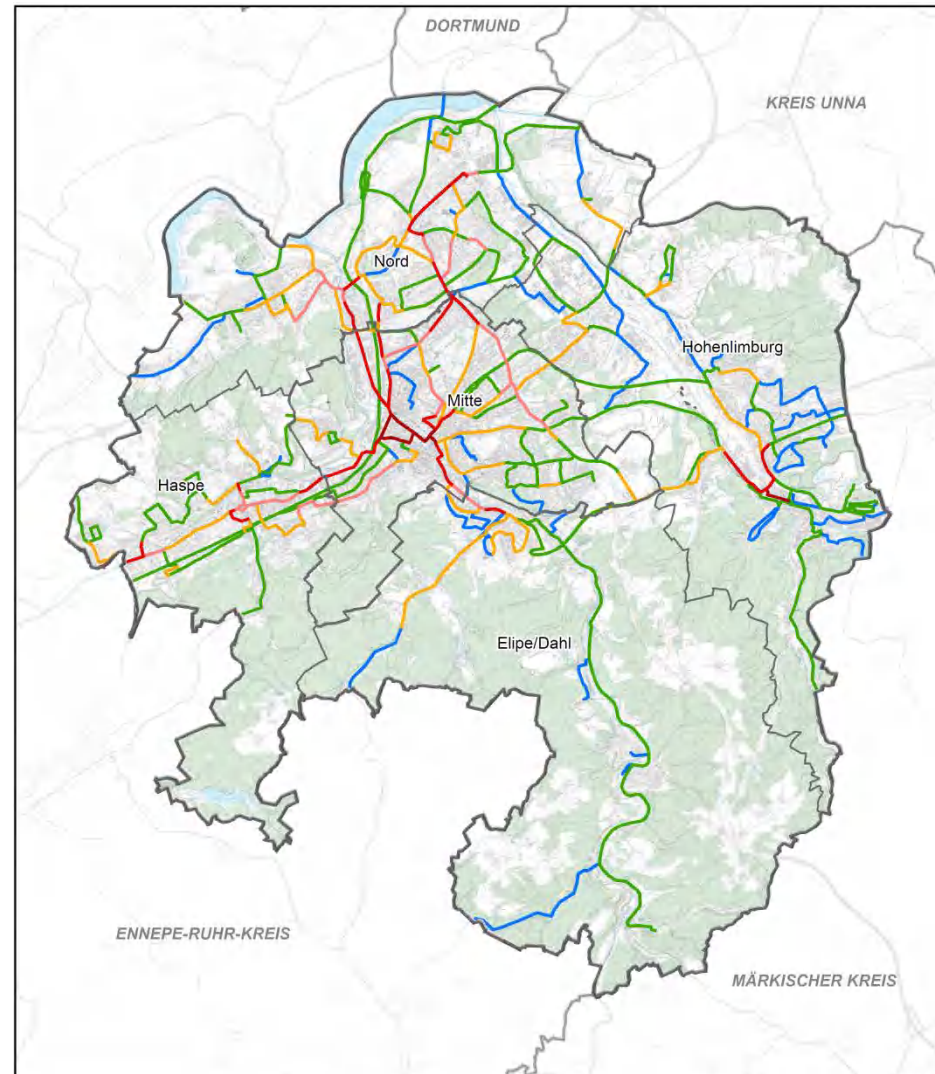 DORTMUND
KREIS UNNA
Nord
Hohenlimburg
Mitte
Haspe
Elipe/Dahl
ENNEPE-RUHR-KREIS
MÄRKISCHER KREIS